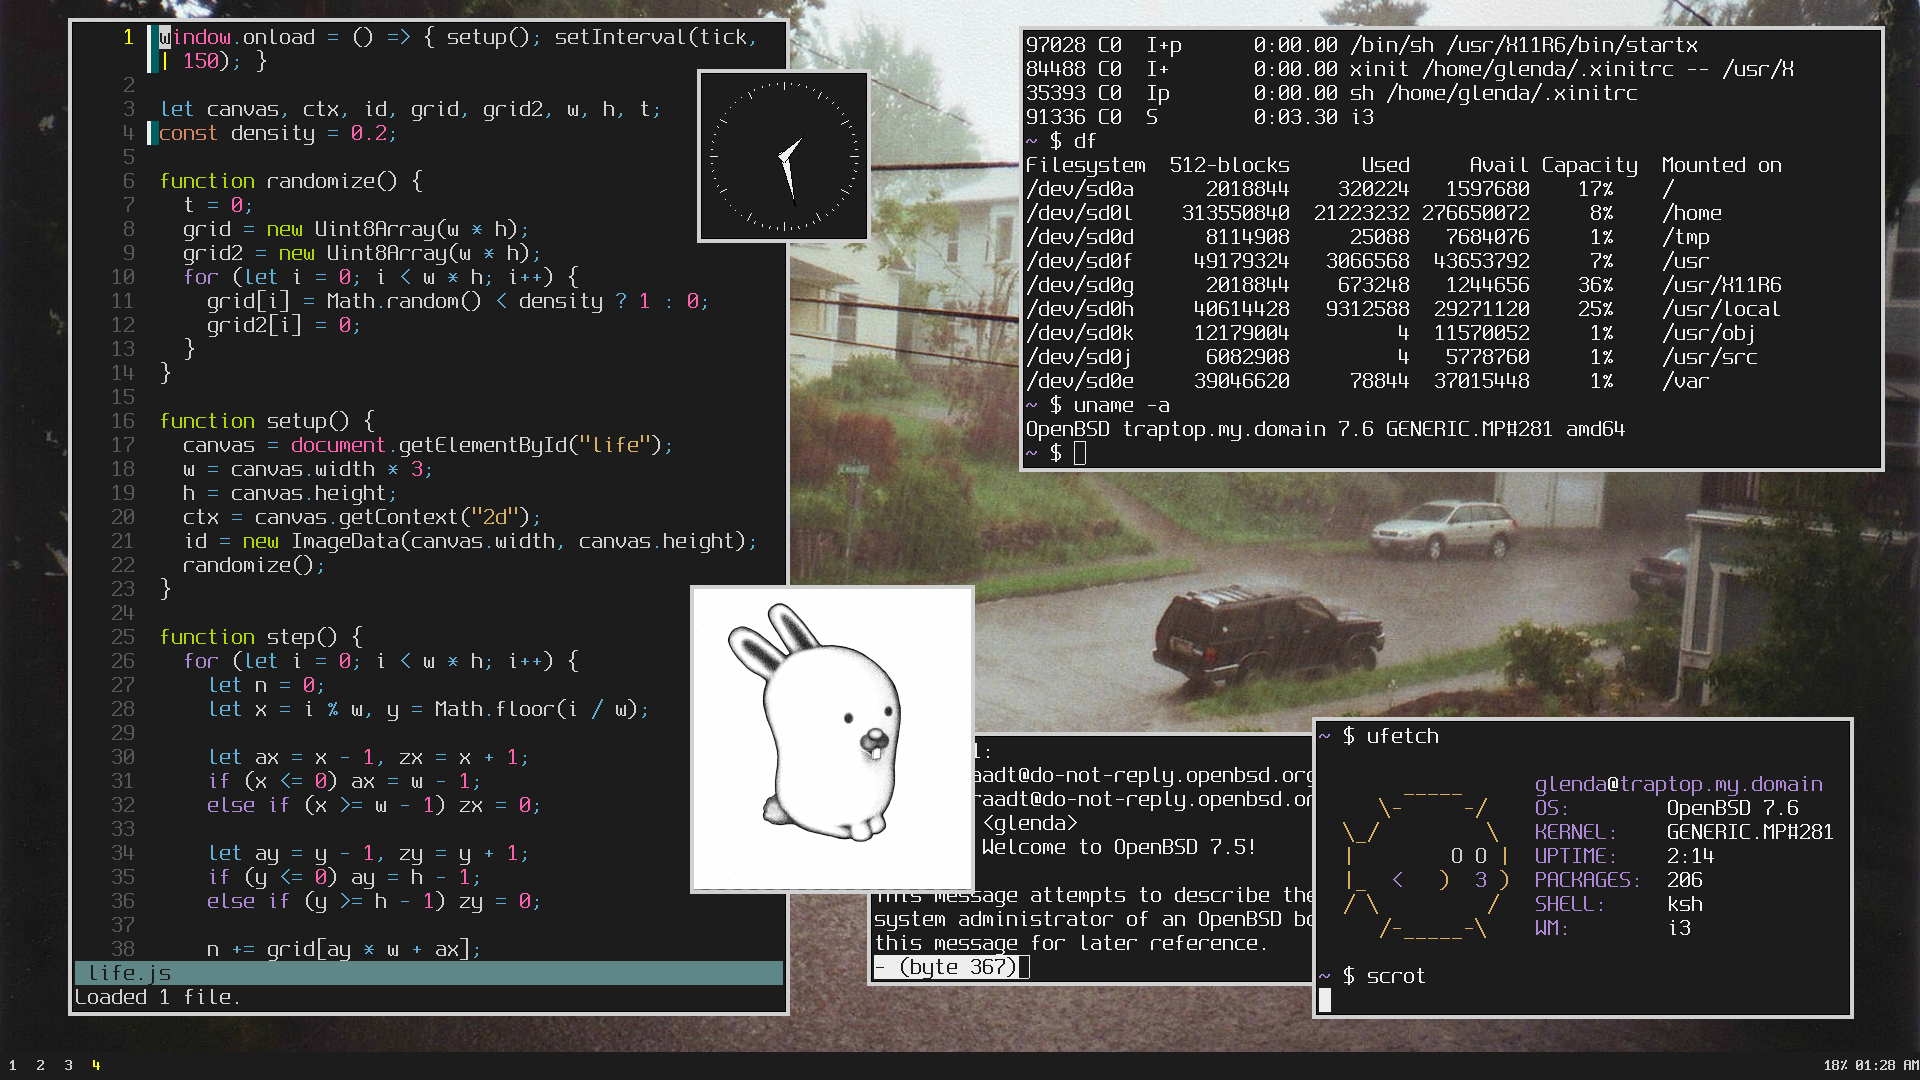 1 window.onload = () => { setup(); setInterval(tick,
| 150); }
2
3 let canvas, ctx, id, grid, grid2, w, h, t;
4 const density = 0.2;
5
6 function randomize() {
7 t = 0;
8 grid = new Uint8Array(w * h);
9 grid2 = new Uint8Array(w * h);
10 for (let i = 0; i < w * h; i++) {
11 grid[i] = Math.random() < density ? 1 : 0;
12 grid2[i] = 0;
13 }
14 }
15
16 function setup() {
17 canvas = document.getElementById("life");
18 w = canvas.width * 3;
19 h = canvas.height;
20 ctx = canvas.getContext("2d");
21 id = new ImageData(canvas.width, canvas.height);
22 randomize();
23 }
24
25 function step() {
26 for (let i = 0; i < w * h; i++) {
27 let n = 0;
28 let x = i % w, y = Math.floor(i / w);
29
30 let ax = x - 1, zx = x + 1;
31 if (x <= 0) ax = w - 1;
32 else if (x >= w - 1) zx = 0;
33
34 let ay = y - 1, zy = y + 1;
35 if (y <= 0) ay = h - 1;
36 else if (y >= h - 1) zy = 0;
37
38 n += grid[ay * w + ax];
life.js
Loaded 1 file.
97028 C0 I+p 0:00.00 /bin/sh /usr/X11R6/bin/startx
84488 C0 I+ 0:00.00 xinit /home/glenda/.xinitrc -- /usr/X
35393 C0 Ip 0:00.00 sh /home/glenda/.xinitrc
91336 C0 S 0:03.30 i3
~ $ df
Filesystem 512-blocks Used Avail Capacity Mounted on
/dev/sd0a 2018844 320224 1597680 17% /
/dev/sd0l 313550840 21223232 276650072 8% /home
/dev/sd0d 8114908 25088 7684076 1% /tmp
/dev/sd0f 49179324 3066568 43653792 7% /usr
/dev/sd0g 2018844 673248 1244656 36% /usr/X11R6
/dev/sd0h 40614428 9312588 29271120 25% /usr/local
/dev/sd0k 12179004 4 11570052 1% /usr/obj
/dev/sd0j 6082908 4 5778760 1% /usr/src
/dev/sd0e 39046620 78844 37015448 1% /var
~ $ uname -a
OpenBSD traptop.my.domain 7.6 GENERIC.MP#281 amd64
~ $
1:
aadt@do-not-reply.openbsd.org
raadt@do-not-reply.openbsd.or
<glenda>
Welcome to OpenBSD 7.5!
This message attempts to describe the
system administrator of an OpenBSD bo
this message for later reference.
- (byte 367)
~ $ ufetch
glenda@traptop.my.domain
OS: OpenBSD 7.6
KERNEL: GENERIC.MP#281
UPTIME: 2:14
PACKAGES: 206
SHELL: ksh
WM: i3
~ $ scrot
1 2 3 4
18% 01:28 AM